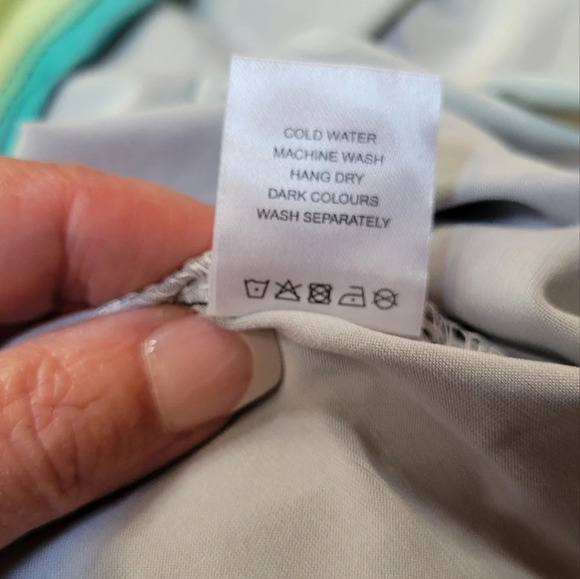 COLD WATER
MACHINE WASH
HANG DRY
DARK COLOURS
WASH SEPARATELY